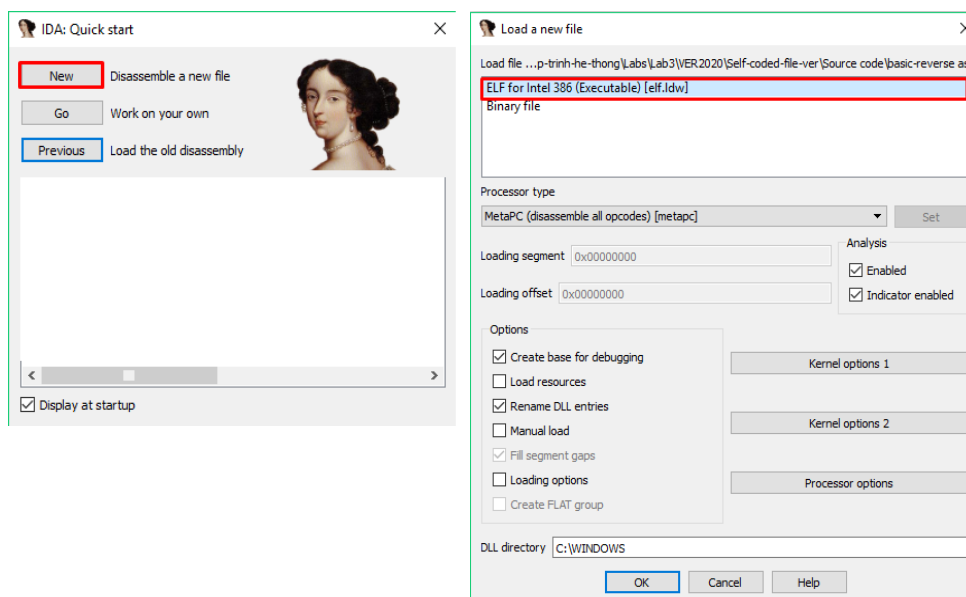 IDA: Quick start
New Disassemble a new file
Go Work on your own
Previous Load the old disassembly
Display at startup
Load a new file
Load file ...p-trinh-he-thong\Labs\Lab3\VER2020\Self-coded-file-ver\Source code\basic-reverse as
ELF for Intel 386 (Executable) [elf.ldw]
Binary file
Processor type
MetaPC (disassemble all opcodes) [metapc] Set
Analysis
Loading segment 0x00000000
Enabled
Loading offset 0x00000000 Indicator enabled
Options
Create base for debugging Kernel options 1
Load resources
Rename DLL entries
Manual load Kernel options 2
Fill segment gaps
Loading options Processor options
Create FLAT group
DLL directory C:\WINDOWS
OK Cancel Help